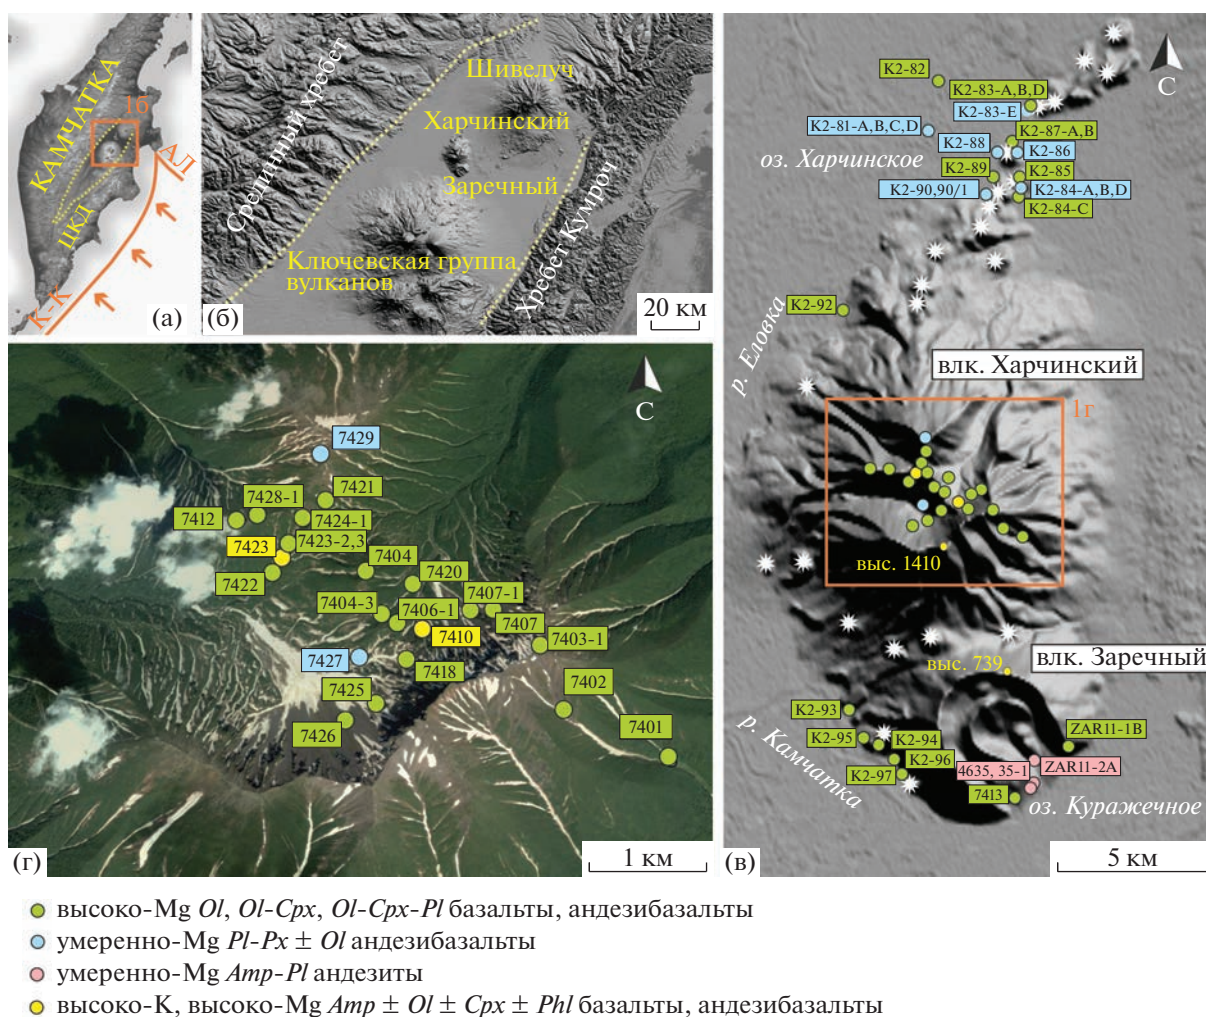 КАМЧАТКА
1б
АЛ
ЦКД
К-К
(а)
Срединный хребет
Шивелуч
Харчинский
Заречный
Ключевская группа
вулканов
Хребет Кумроч
(б)
20 км
K2-82
K2-83-A,B,D
K2-83-E
K2-81-A,B,C,D
K2-87-A,B
K2-88
K2-86
оз. Харчинское
K2-89
K2-85
K2-90,90/1
K2-84-A,B,D
K2-84-C
С
K2-92
р. Еловка
влк. Харчинский
1г
выс. 1410
влк. Заречный
выс. 739
K2-93
K2-95
K2-94
K2-96
K2-97
ZAR11-1B
ZAR11-2A
4635, 35-1
7413
р. Камчатка
оз. Куражечное
(в)
5 км
С
7429
7421
7428-1
7412
7424-1
7423-2,3
7423
7404
7422
7420
7407-1
7404-3
7406-1
7407
7410
7403-1
7427
7418
7402
7425
7426
7401
(г)
1 км
высоко-Mg Ol, Ol-Cpx, Ol-Cpx-Pl базальты, андезибазальты
умеренно-Mg Pl-Px ± Ol андезибазальты
умеренно-Mg Amp-Pl андезиты
высоко-K, высоко-Mg Amp ± Ol ± Cpx ± Phl базальты, андезибазальты